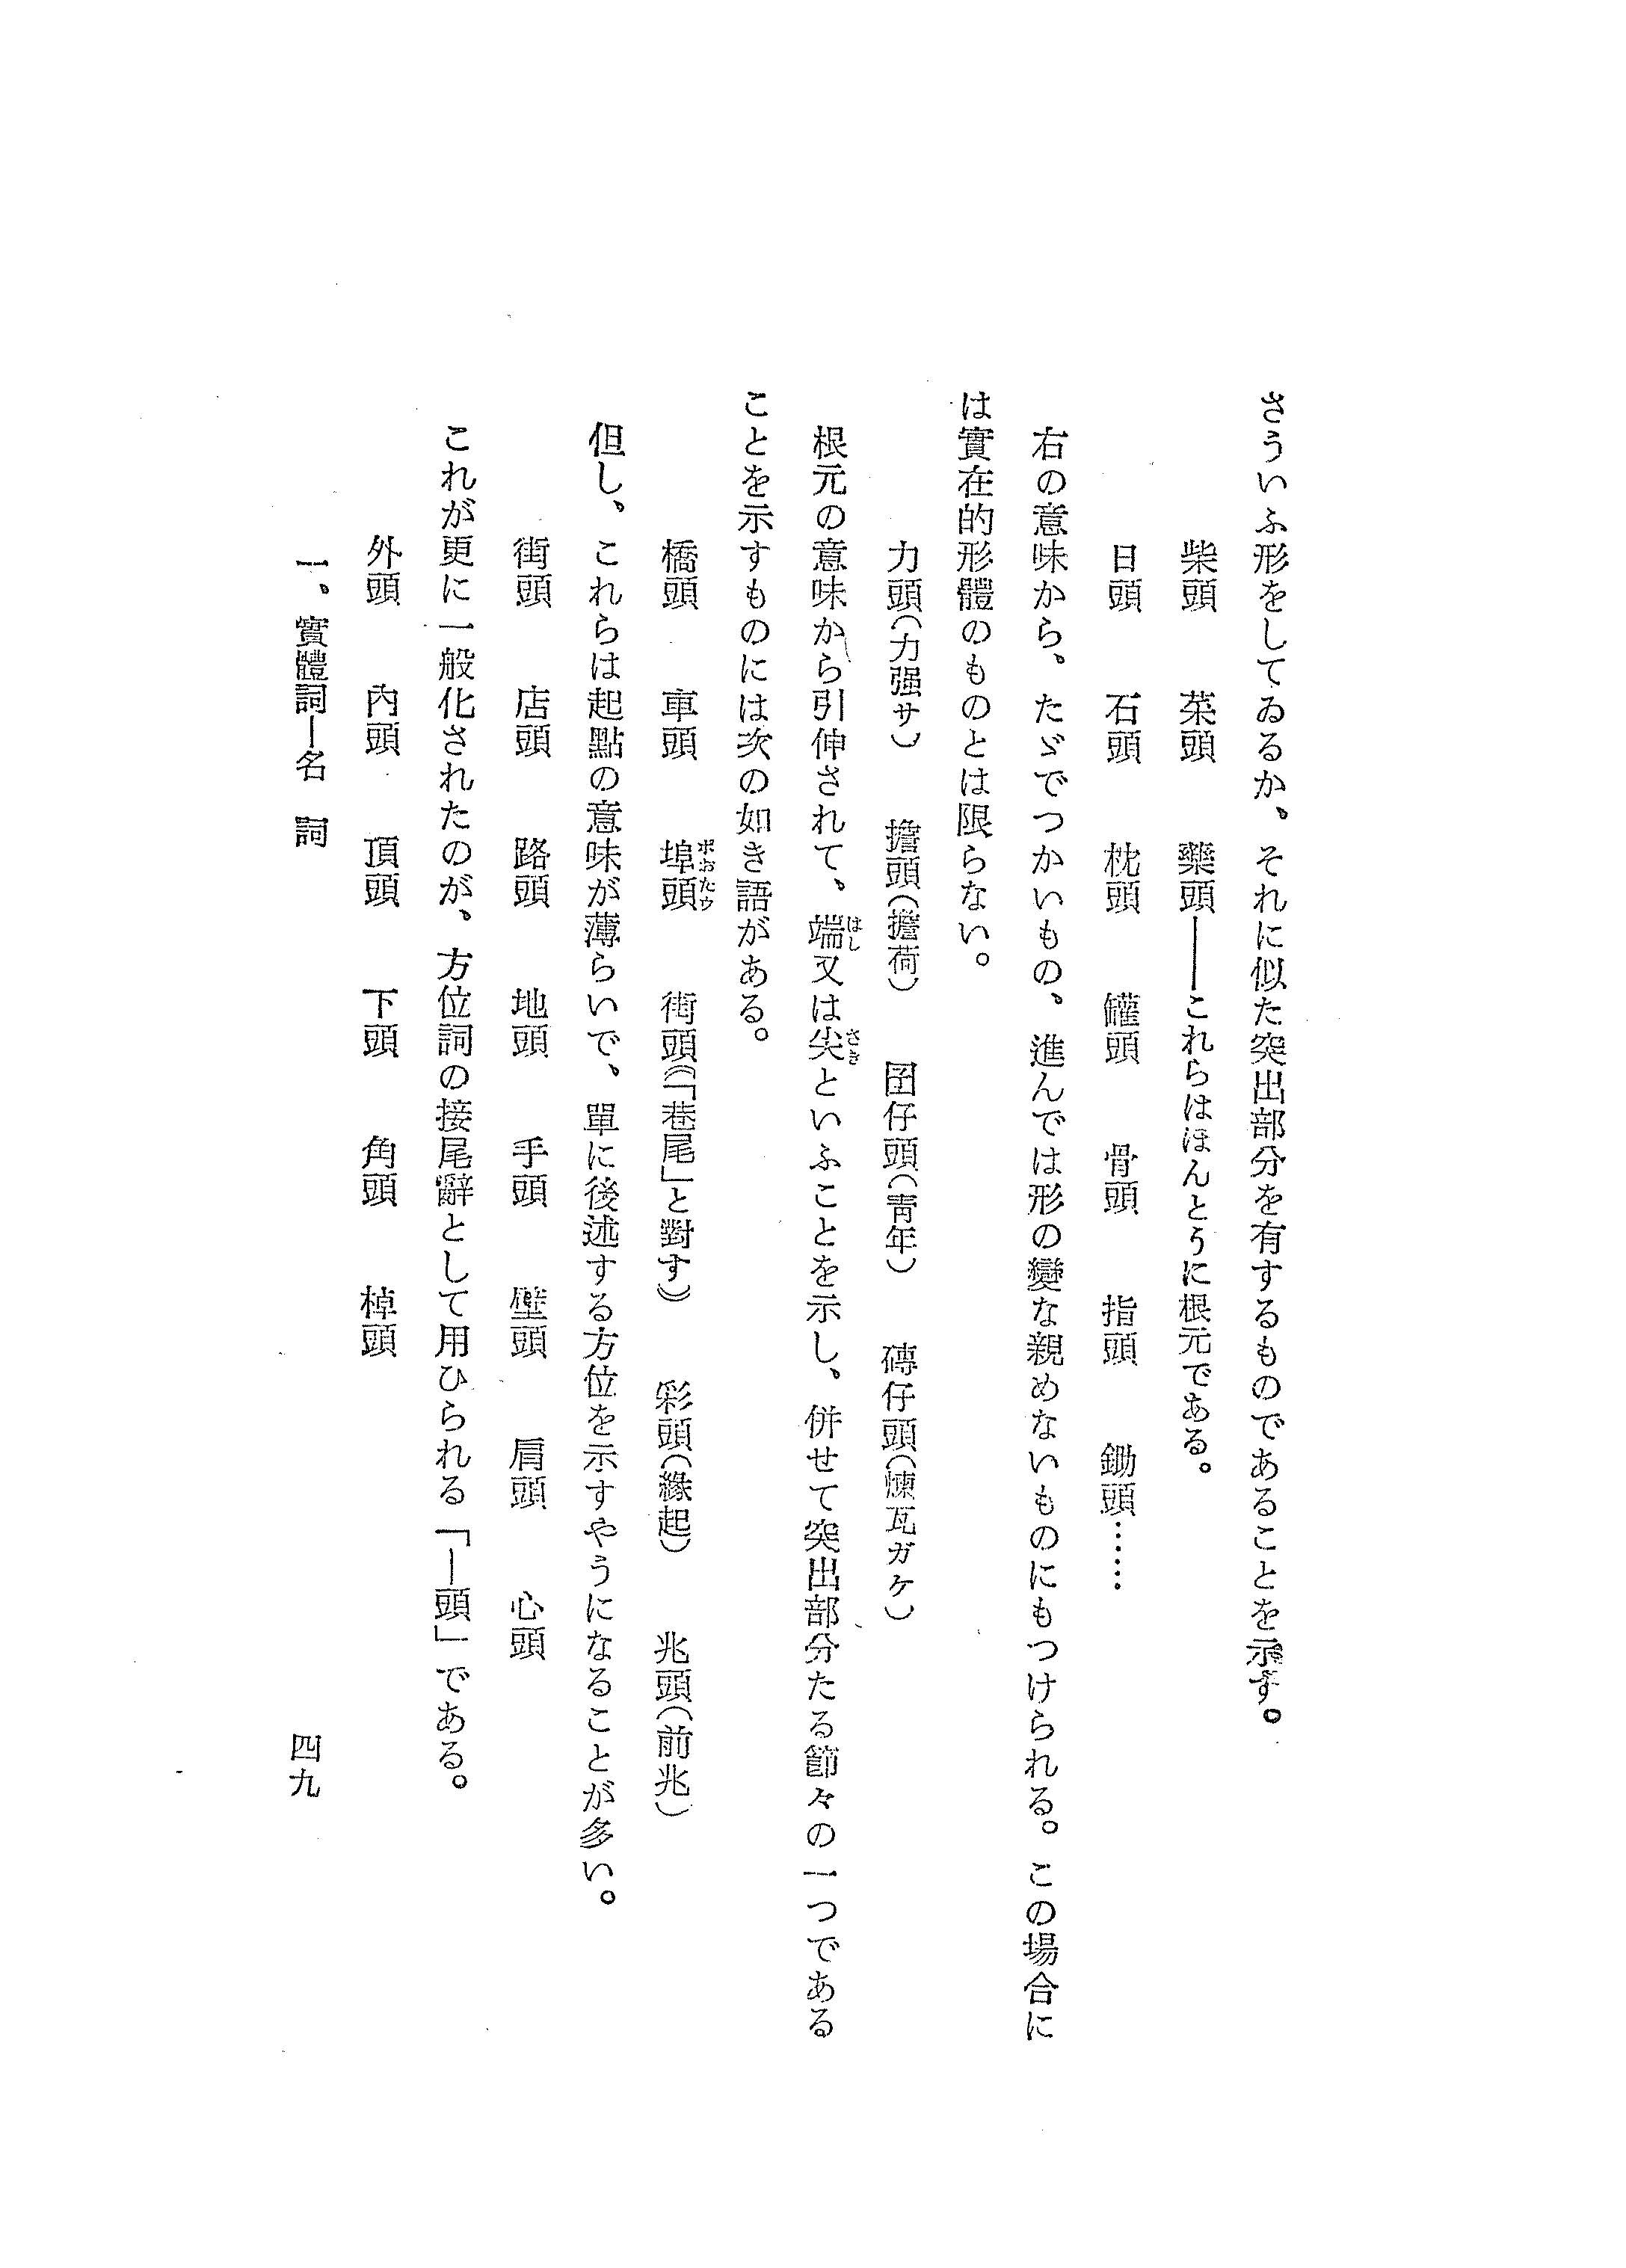 さういふ形をしてゐるか、それに似た突出部分を有するものであることを示す。
柴頭　菜頭　藥頭――これらはほんとうに根元である。
日頭　石頭　枕頭　罐頭　骨頭　指頭　鋤頭……
右の意味から、たゞでつかいもの、進んでは形の變な親めないものにもつけられる。この場合に
は實在的形體のものとは限らない。
力頭（力强サ）　擔頭（擔荷）　囝仔頭（靑年）　磚仔頭（煉瓦ガケ）
根元の意味から引伸されて、端又は尖といふことを示し、併せて突出部分たる節々の一つである
はし　さき
ことを示すものには次の如き語がある。
橋頭　車頭　埠頭　街頭（「巷尾」と對す）　彩頭（緣起）　兆頭（前兆）
ポおたウ
但し、これらは起點の意味が薄らいで、單に後述する方位を示すやうになることが多い。
街頭　店頭　路頭　地頭　手頭　壁頭　肩頭　心頭
これが更に一般化されたのが、方位詞の接尾辭として用ひられる「―頭」である。
外頭　內頭　頂頭　下頭　角頭　棹頭
一、實體詞―名　詞
四九